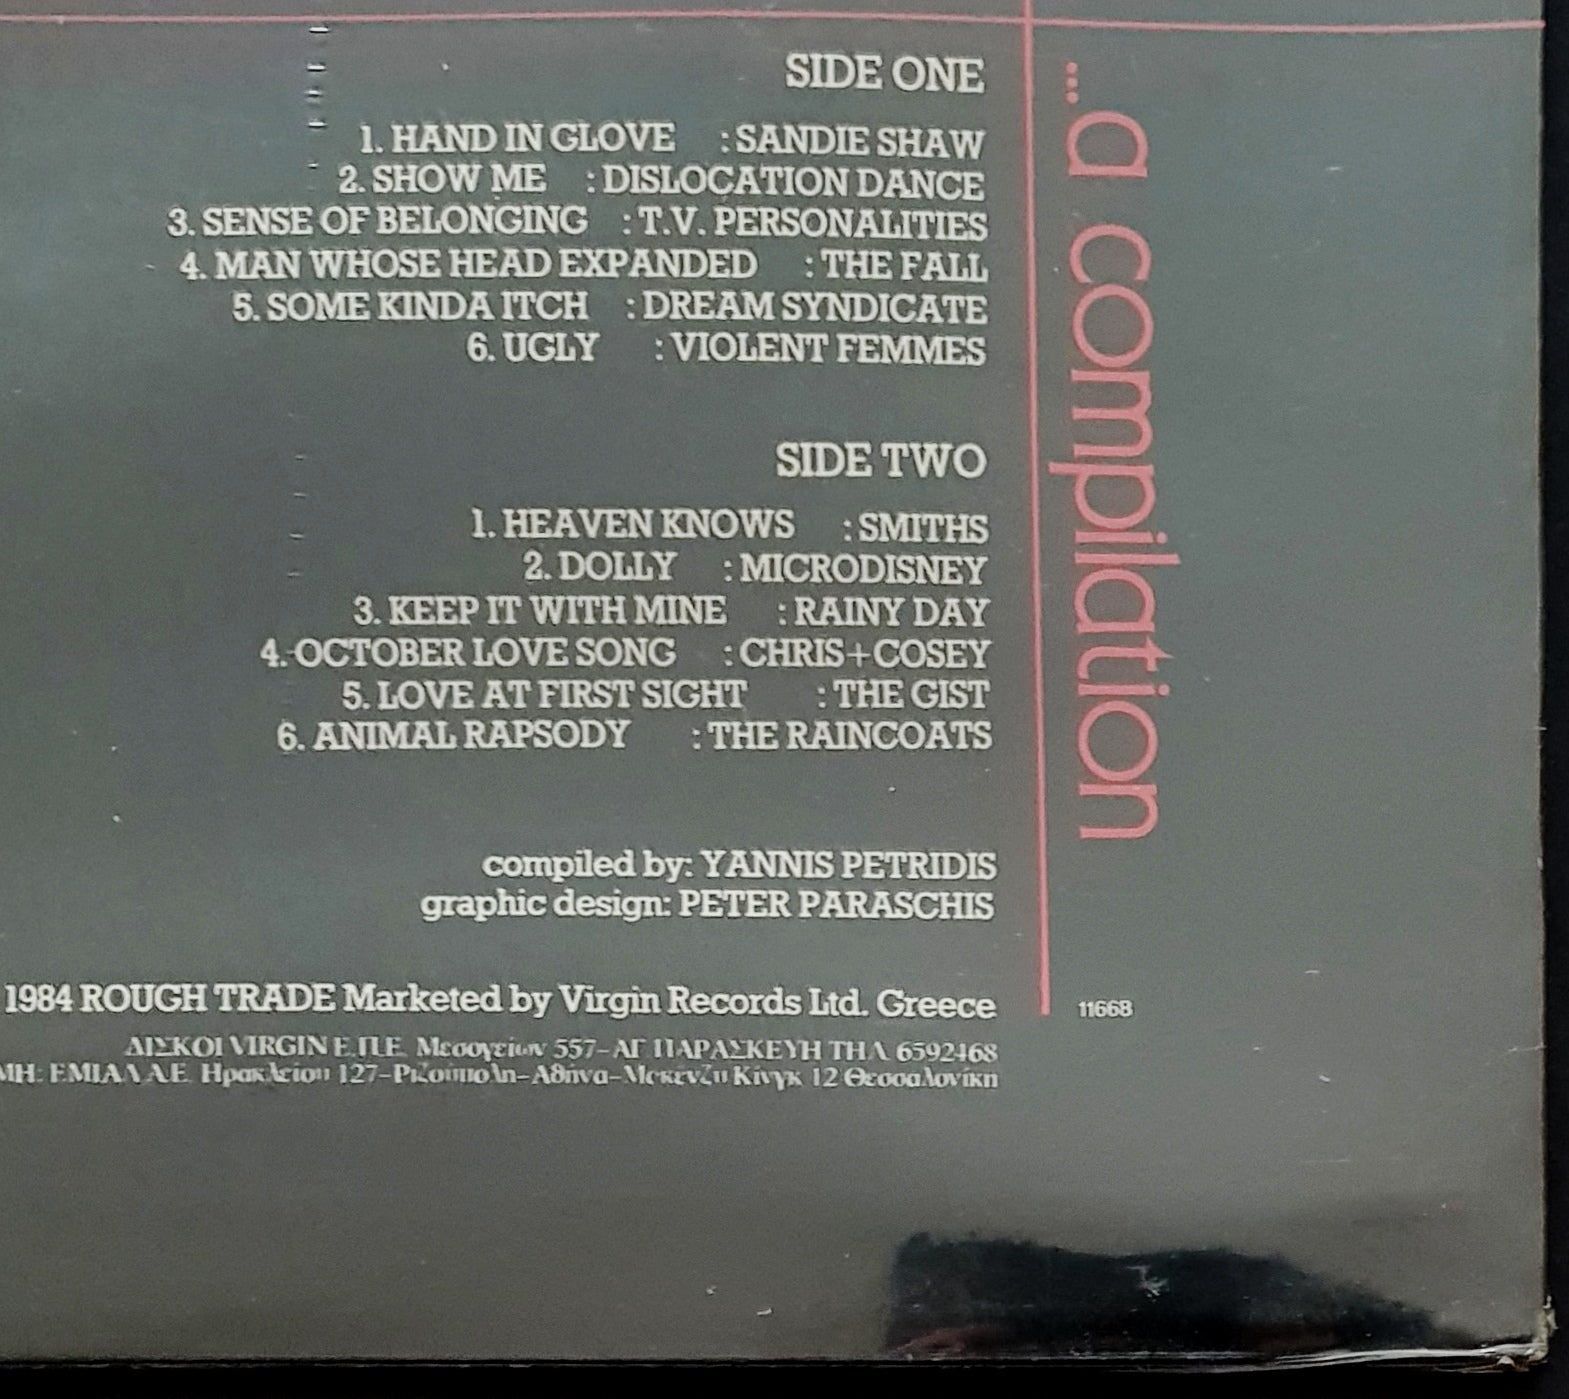 SIDE ONE
1. HAND IN GLOVE : SANDIE SHAW
2. SHOW ME : DISLOCATION DANCE
3. SENSE OF BELONGING : T.V. PERSONALITIES
4. MAN WHOSE HEAD EXPANDED : THE FALL
5. SOME KINDA ITCH : DREAM SYNDICATE
6. UGLY : VIOLENT FEMMES
SIDE TWO
1. HEAVEN KNOWS : SMITHS
2. DOLLY : MICRODISNEY
3. KEEP IT WITH MINE : RAINY DAY
4. OCTOBER LOVE SONG : CHRIS+COSEY
5. LOVE AT FIRST SIGHT : THE GIST
6. ANIMAL RAPSODY : THE RAINCOATS
compiled by: YANNIS PETRIDIS
graphic design: PETER PARASCHIS
1984 ROUGH TRADE Marketed by Virgin Records Ltd. Greece
ΔΙΣΚΟΙ VIRGIN Ε.Π.Ε. Μεσογείων 557–ΑΓ. ΠΑΡΑΣΚΕΥΗ ΤΗΛ. 6592468
ΕΜΙΑΛ Α.Ε. Ηρακλείου 127–Ριζούπολη–Αθήνα–Μακένζυ Κίνγκ 12 Θεσσαλονίκη
...a compilation
11668